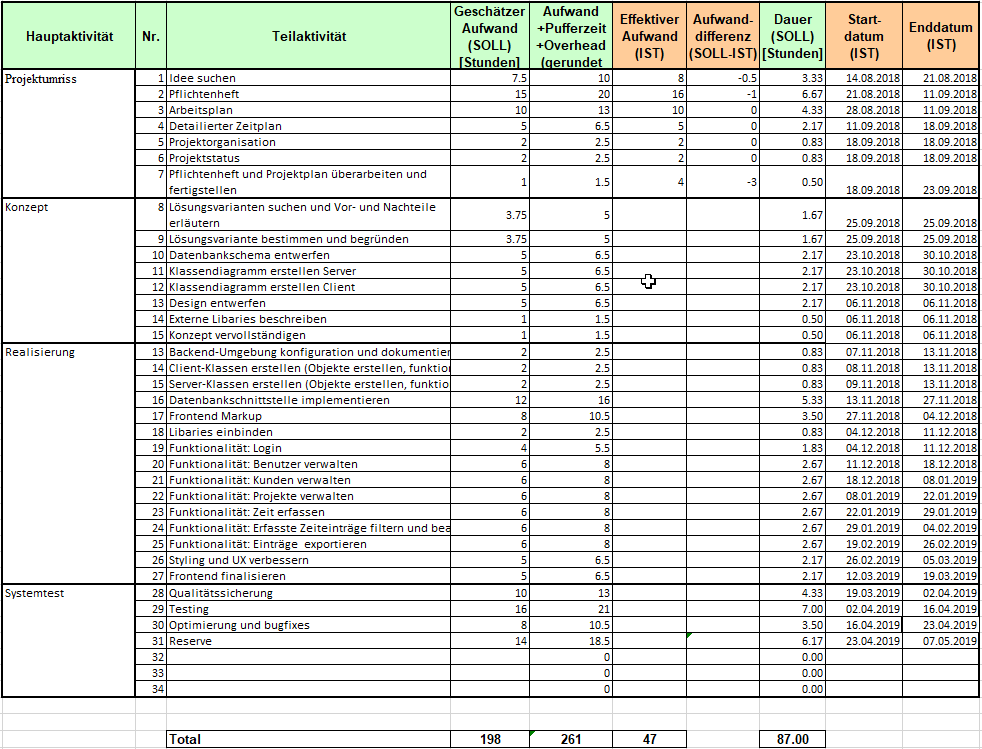 Hauptaktivität Nr. Teilaktivität Geschätzer Aufwand (SOLL) [Stunden] Aufwand +Pufferzeit +Overhead (gerundet Effektiver Aufwand (IST) Aufwand-differenz (SOLL-IST) Dauer (SOLL) [Stunden] Start-datum (IST) Enddatum (IST)
Projektumriss 1 Idee suchen 7.5 10 8 -0.5 3.33 14.08.2018 21.08.2018
2 Pflichtenheft 15 20 16 -1 6.67 21.08.2018 11.09.2018
3 Arbeitsplan 10 13 10 0 4.33 28.08.2018 11.09.2018
4 Detailierter Zeitplan 5 6.5 5 0 2.17 11.09.2018 18.09.2018
5 Projektorganisation 2 2.5 2 0 0.83 18.09.2018 18.09.2018
6 Projektstatus 2 2.5 2 0 0.83 18.09.2018 18.09.2018
7 Pflichtenheft und Projektplan überarbeiten und
fertigstellen 1 1.5 4 -3 0.50 18.09.2018 23.09.2018
Konzept 8 Lösungsvarianten suchen und Vor- und Nachteile
erläutern 3.75 5 1.67 25.09.2018 25.09.2018
9 Lösungsvariante bestimmen und begründen 3.75 5 1.67 25.09.2018 25.09.2018
10 Datenbankschema entwerfen 5 6.5 2.17 23.10.2018 30.10.2018
11 Klassendiagramm erstellen Server 5 6.5 2.17 23.10.2018 30.10.2018
12 Klassendiagramm erstellen Client 5 6.5 2.17 23.10.2018 30.10.2018
13 Design entwerfen 5 6.5 2.17 06.11.2018 06.11.2018
14 Externe Libaries beschreiben 1 1.5 0.50 06.11.2018 06.11.2018
15 Konzept vervollständigen 1 1.5 0.50 06.11.2018 06.11.2018
Realisierung 13 Backend-Umgebung konfiguration und dokumentier 2 2.5 0.83 07.11.2018 13.11.2018
14 Client-Klassen erstellen (Objekte erstellen, funktion 2 2.5 0.83 08.11.2018 13.11.2018
15 Server-Klassen erstellen (Objekte erstellen, funktio 2 2.5 0.83 09.11.2018 13.11.2018
16 Datenbankschnittstelle implementieren 12 16 5.33 13.11.2018 27.11.2018
17 Frontend Markup 8 10.5 3.50 27.11.2018 04.12.2018
18 Libaries einbinden 2 2.5 0.83 04.12.2018 11.12.2018
19 Funktionalität: Login 4 5.5 1.83 04.12.2018 11.12.2018
20 Funktionalität: Benutzer verwalten 6 8 2.67 11.12.2018 18.12.2018
21 Funktionalität: Kunden verwalten 6 8 2.67 18.12.2018 08.01.2019
22 Funktionalität: Projekte verwalten 6 8 2.67 08.01.2019 22.01.2019
23 Funktionalität: Zeit erfassen 6 8 2.67 22.01.2019 29.01.2019
24 Funktionalität: Erfasste Zeiteinträge filtern und bea 6 8 2.67 29.01.2019 04.02.2019
25 Funktionalität: Einträge exportieren 6 8 2.67 19.02.2019 26.02.2019
26 Styling und UX verbessern 5 6.5 2.17 26.02.2019 05.03.2019
27 Frontend finalisieren 5 6.5 2.17 12.03.2019 19.03.2019
Systemtest 28 Qualitätssicherung 10 13 4.33 19.03.2019 02.04.2019
29 Testing 16 21 7.00 02.04.2019 16.04.2019
30 Optimierung und bugfixes 8 10.5 3.50 16.04.2019 23.04.2019
31 Reserve 14 18.5 6.17 23.04.2019 07.05.2019
32 0 0.00
33 0 0.00
34 0 0.00
Total 198 261 47 87.00